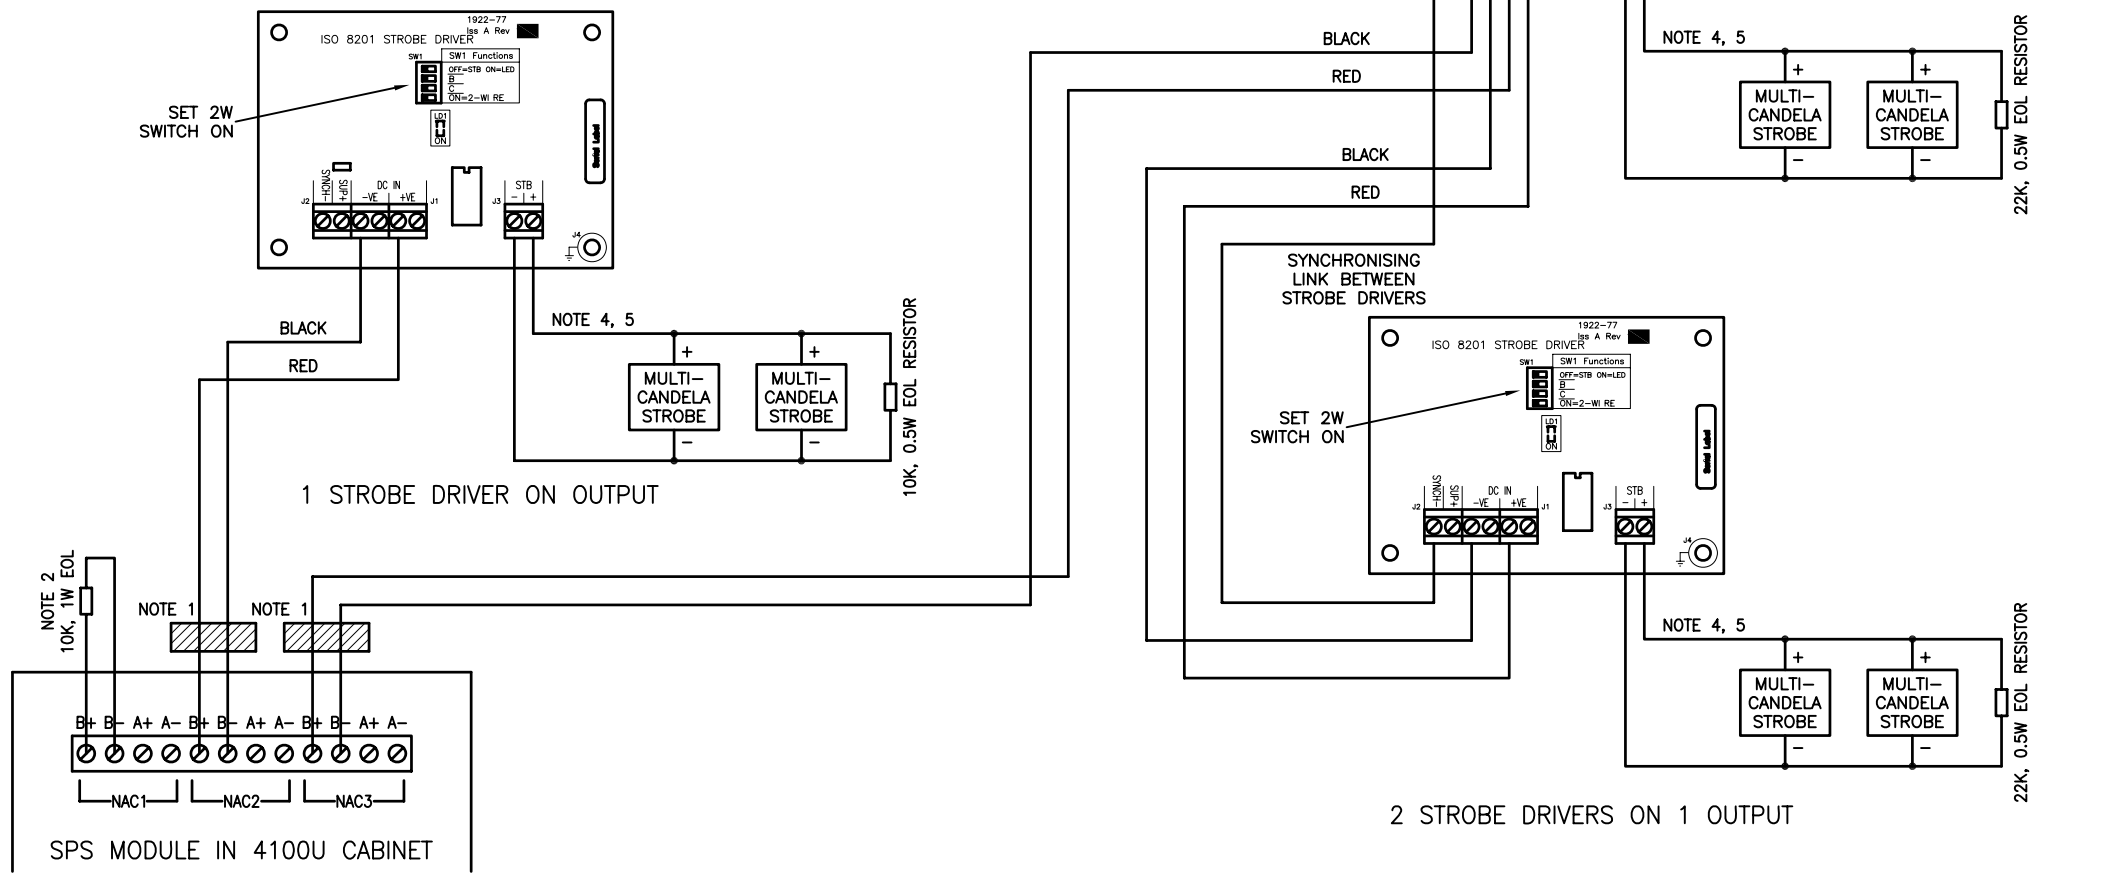 1922-77
Iss A Rev
ISO 8201 STROBE DRIVER
SW1
SW1 Functions
OFF=STB ON=LED
B
C
ON=2-WIRE
SET 2W
SWITCH ON
LD1
ON
Serial Label
SYNCH-
SUP+
DC IN
-VE
+VE
J2
J1
STB
- +
J3
J4
BLACK
RED
NOTE 4, 5
+
+
MULTI-
CANDELA
STROBE
MULTI-
CANDELA
STROBE
-
-
10K, 0.5W EOL RESISTOR
1 STROBE DRIVER ON OUTPUT
NOTE 2
10K, 1W EOL
NOTE 1
NOTE 1
B+ B- A+ A- B+ B- A+ A- B+ B- A+ A-
NAC1
NAC2
NAC3
SPS MODULE IN 4100U CABINET
BLACK
RED
BLACK
RED
SYNCHRONISING
LINK BETWEEN
STROBE DRIVERS
NOTE 4, 5
+
+
MULTI-
CANDELA
STROBE
MULTI-
CANDELA
STROBE
-
-
22K, 0.5W EOL RESISTOR
1922-77
Iss A Rev
ISO 8201 STROBE DRIVER
SW1
SW1 Functions
OFF=STB ON=LED
B
C
ON=2-WIRE
SET 2W
SWITCH ON
LD1
ON
Serial Label
SYNCH-
SUP+
DC IN
-VE
+VE
J2
J1
STB
- +
J3
J4
NOTE 4, 5
+
+
MULTI-
CANDELA
STROBE
MULTI-
CANDELA
STROBE
-
-
22K, 0.5W EOL RESISTOR
2 STROBE DRIVERS ON 1 OUTPUT